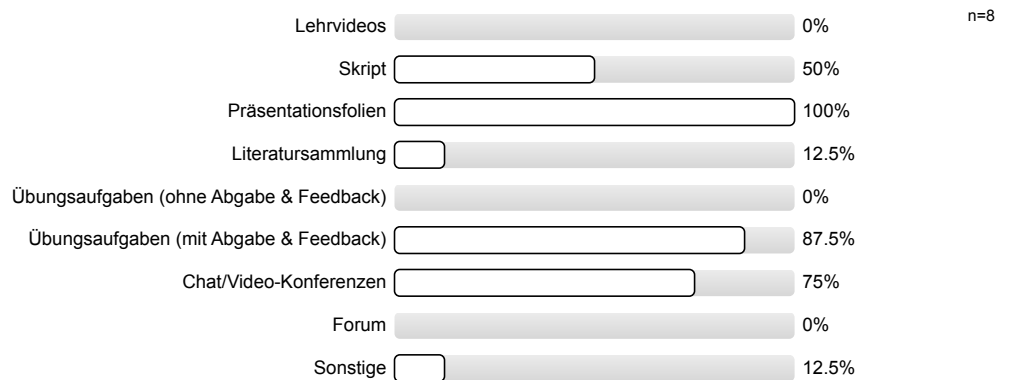 n=8
Lehrvideos 0%
Skript 50%
Präsentationsfolien 100%
Literatursammlung 12.5%
Übungsaufgaben (ohne Abgabe & Feedback) 0%
Übungsaufgaben (mit Abgabe & Feedback) 87.5%
Chat/Video-Konferenzen 75%
Forum 0%
Sonstige 12.5%